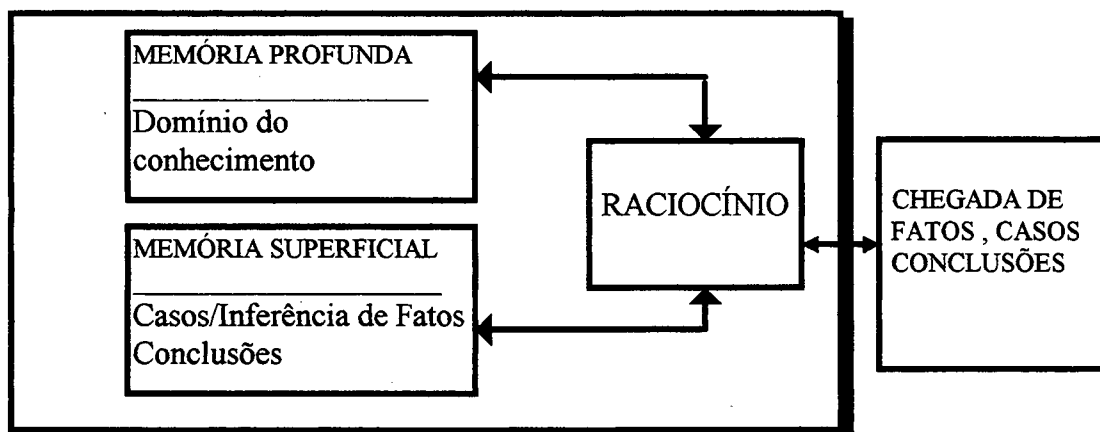 MEMÓRIA PROFUNDA
Domínio do
conhecimento
MEMÓRIA SUPERFICIAL
Casos/Inferência de Fatos
Conclusões
RACIOCÍNIO
CHEGADA DE
FATOS , CASOS
CONCLUSÕES